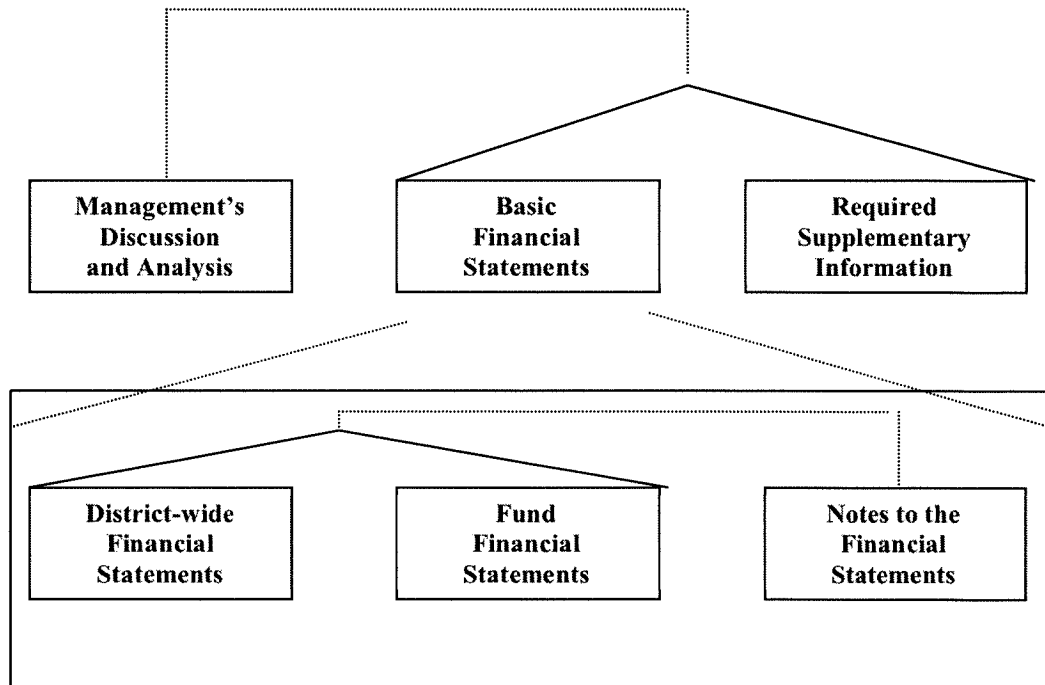 Management’s
Discussion
and Analysis
Basic
Financial
Statements
Required
Supplementary
Information
District-wide
Financial
Statements
Fund
Financial
Statements
Notes to the
Financial
Statements